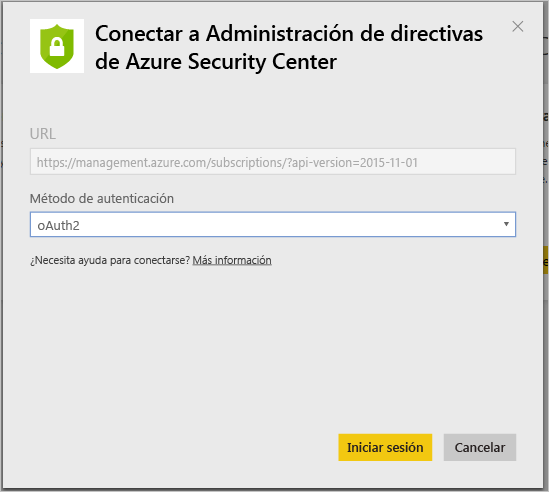 Conectar a Administración de directivas
de Azure Security Center
URL
https://management.azure.com/subscriptions/?api-version=2015-11-01
Método de autenticación
oAuth2
¿Necesita ayuda para conectarse? Más información
Iniciar sesión
Cancelar